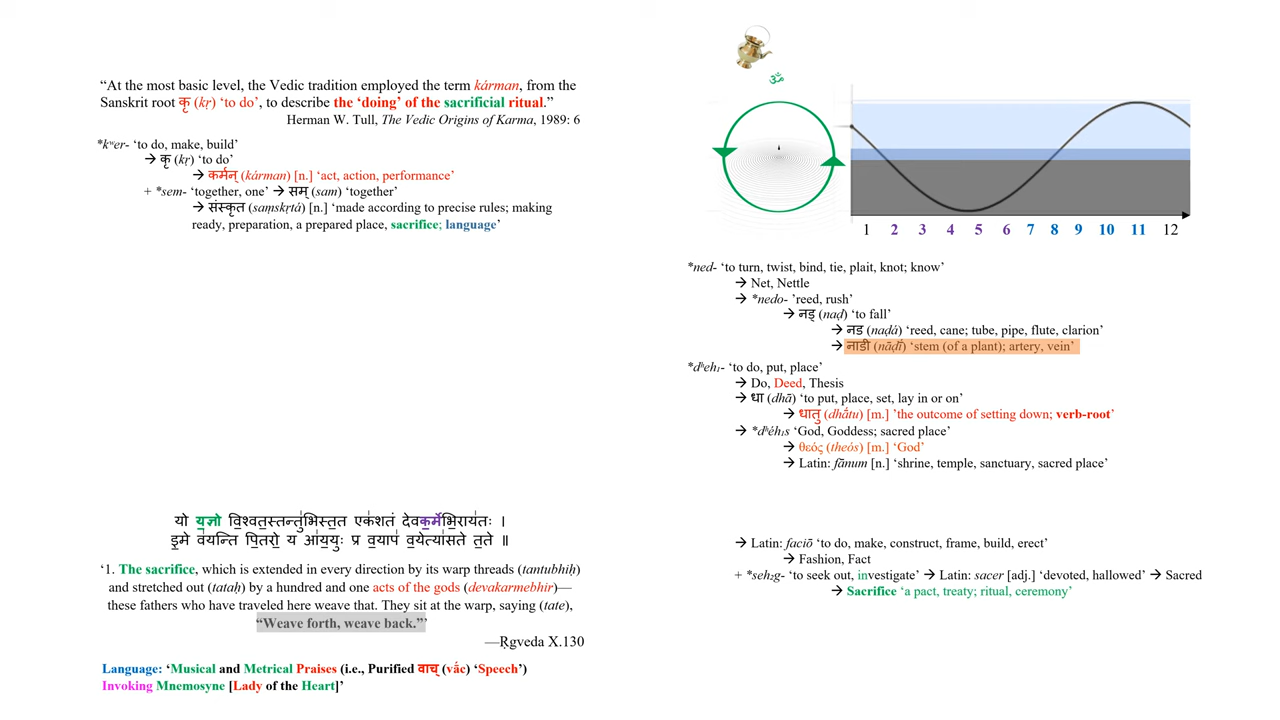 “At the most basic level, the Vedic tradition employed the term kárman, from the
Sanskrit root कृ (kṛ) ‘to do’, to describe the ‘doing’ of the sacrificial ritual.”
Herman W. Tull, The Vedic Origins of Karma, 1989: 6
*kʷer- ‘to do, make, build’
→ कृ (kṛ) ‘to do’
→ कर्मन् (kárman) [n.] ‘act, action, performance’
+ *sem- ‘together, one’ → सम् (sam) ‘together’
→ संस्कृत (saṃskṛtá) [n.] ‘made according to precise rules; making
ready, preparation, a prepared place, sacrifice; language’
यो य॒ज्ञो वि॒श्वत॒स्तन्तु॑भिस्त॒त एक॑शतं देवक॒र्मेभि॒राय॑तः ।
इ॒मे व॑यन्ति पि॒तरो॒ य आ॑य॒युः प्र व॒याप॑ व॒येत्या॑सते त॒ते ॥
‘1. The sacrifice, which is extended in every direction by its warp threads (tantubhiḥ)
and stretched out (tataḥ) by a hundred and one acts of the gods (devakarmebhir)—
these fathers who have traveled here weave that. They sit at the warp, saying (tate),
“Weave forth, weave back.”’
—Ṛgveda X.130
Language: ‘Musical and Metrical Praises (i.e., Purified वाच् (vā́c) ‘Speech’)
Invoking Mnemosyne [Lady of the Heart]’
ॐ
1 2 3 4 5 6 7 8 9 10 11 12
*ned- ‘to turn, twist, bind, tie, plait, knot; know’
→ Net, Nettle
→ *nedo- ’reed, rush’
→ नड् (naḍ) ‘to fall’
→ नड (naḍá) ‘reed, cane; tube, pipe, flute, clarion’
→ नाडी (nāḍī́) ‘stem (of a plant); artery, vein’
*dʰeh₁- ‘to do, put, place’
→ Do, Deed, Thesis
→ धा (dhā) ‘to put, place, set, lay in or on’
→ धातु (dhā́tu) [m.] ’the outcome of setting down; verb-root’
→ *dʰéh₁s ‘God, Goddess; sacred place’
→ θεός (theós) [m.] ‘God’
→ Latin: fānum [n.] ‘shrine, temple, sanctuary, sacred place’
→ Latin: faciō ‘to do, make, construct, frame, build, erect’
→ Fashion, Fact
+ *seh₂g- ‘to seek out, investigate’ → Latin: sacer [adj.] ‘devoted, hallowed’ → Sacred
→ Sacrifice ‘a pact, treaty; ritual, ceremony’